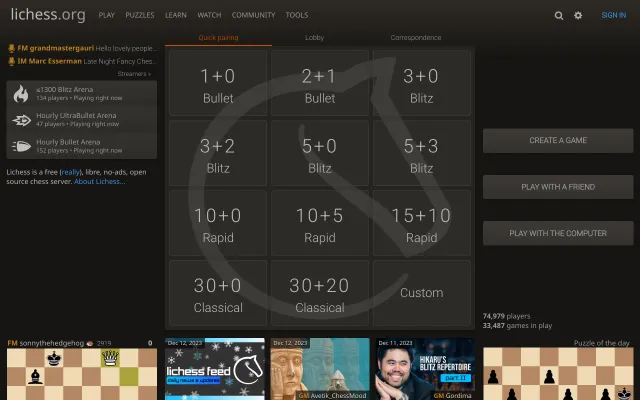 lichess.org PLAY PUZZLES LEARN WATCH COMMUNITY TOOLS SIGN IN
FM grandmastergauri Hello lovely people...
IM Marc Esserman Late Night Fancy Ches...
Streamers »
≤1300 Blitz Arena
134 players • Playing right now
Hourly UltraBullet Arena
47 players • Playing right now
Hourly Bullet Arena
152 players • Playing right now
Lichess is a free (really), libre, no-ads, open
source chess server. About Lichess...
Quick pairing Lobby Correspondence
1+0 2+1 3+0
Bullet Bullet Blitz
3+2 5+0 5+3
Blitz Blitz Blitz
10+0 10+5 15+10
Rapid Rapid Rapid
30+0 30+20 Custom
Classical Classical
CREATE A GAME
PLAY WITH A FRIEND
PLAY WITH THE COMPUTER
74,979 players
33,487 games in play
FM sonnythehedgehog 2919 0
Dec 12, 2023
lichess feed
daily news & updates
Dec 12, 2023
GM Avetik_ChessMood
Dec 11, 2023
HIKARU'S
BLITZ REPERTOIRE
part II
GM Gordima
Puzzle of the day